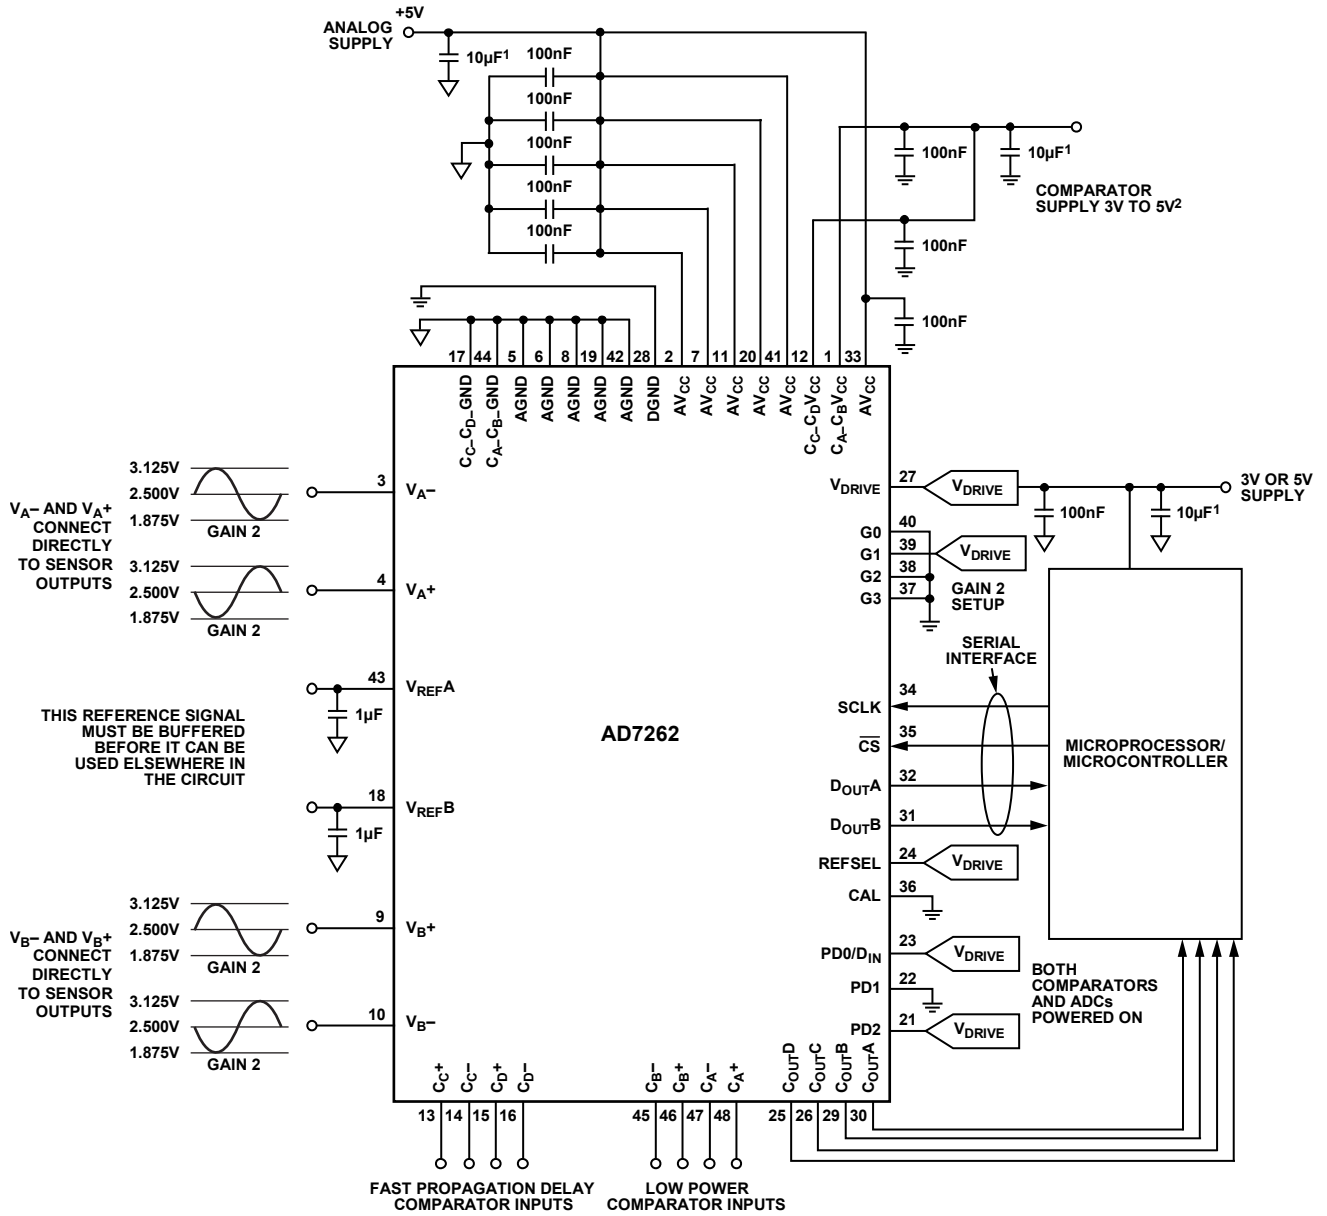 +5V
ANALOG
SUPPLY
10µF1
100nF
100nF
100nF
100nF
100nF
100nF
10µF1
COMPARATOR
SUPPLY 3V TO 5V2
100nF
100nF
17 44 5 6 8 19 42 28 2 7 11 20 41 12 1 33
CC–CD–GND
CA–CB–GND
AGND
AGND
AGND
AGND
AGND
DGND
AVCC
AVCC
AVCC
AVCC
AVCC
CC–CDVCC
CA–CBVCC
AVCC
VA– AND VA+
CONNECT
DIRECTLY
TO SENSOR
OUTPUTS
3.125V
2.500V
1.875V
GAIN 2
3
VA–
3.125V
2.500V
1.875V
GAIN 2
4
VA+
43
VREFA
1µF
THIS REFERENCE SIGNAL
MUST BE BUFFERED
BEFORE IT CAN BE
USED ELSEWHERE IN
THE CIRCUIT
18
VREFB
1µF
AD7262
VB– AND VB+
CONNECT
DIRECTLY
TO SENSOR
OUTPUTS
3.125V
2.500V
1.875V
GAIN 2
9
VB+
3.125V
2.500V
1.875V
GAIN 2
10
VB–
VDRIVE
27
VDRIVE
100nF
10µF1
3V OR 5V
SUPPLY
G0
40
G1
39
VDRIVE
G2
38
G3
37
GAIN 2
SETUP
SERIAL
INTERFACE
SCLK
34
CS
35
DOUTA
32
DOUTB
31
MICROPROCESSOR/
MICROCONTROLLER
REFSEL
24
VDRIVE
CAL
36
PD0/DIN
23
VDRIVE
PD1
22
PD2
21
VDRIVE
BOTH
COMPARATORS
AND ADCs
POWERED ON
CC+
CC–
CD+
CD–
CB–
CB+
CA–
CA+
COUTD
COUTC
COUTB
COUTA
13 14 15 16 45 46 47 48 25 26 29 30
FAST PROPAGATION DELAY
COMPARATOR INPUTS
LOW POWER
COMPARATOR INPUTS